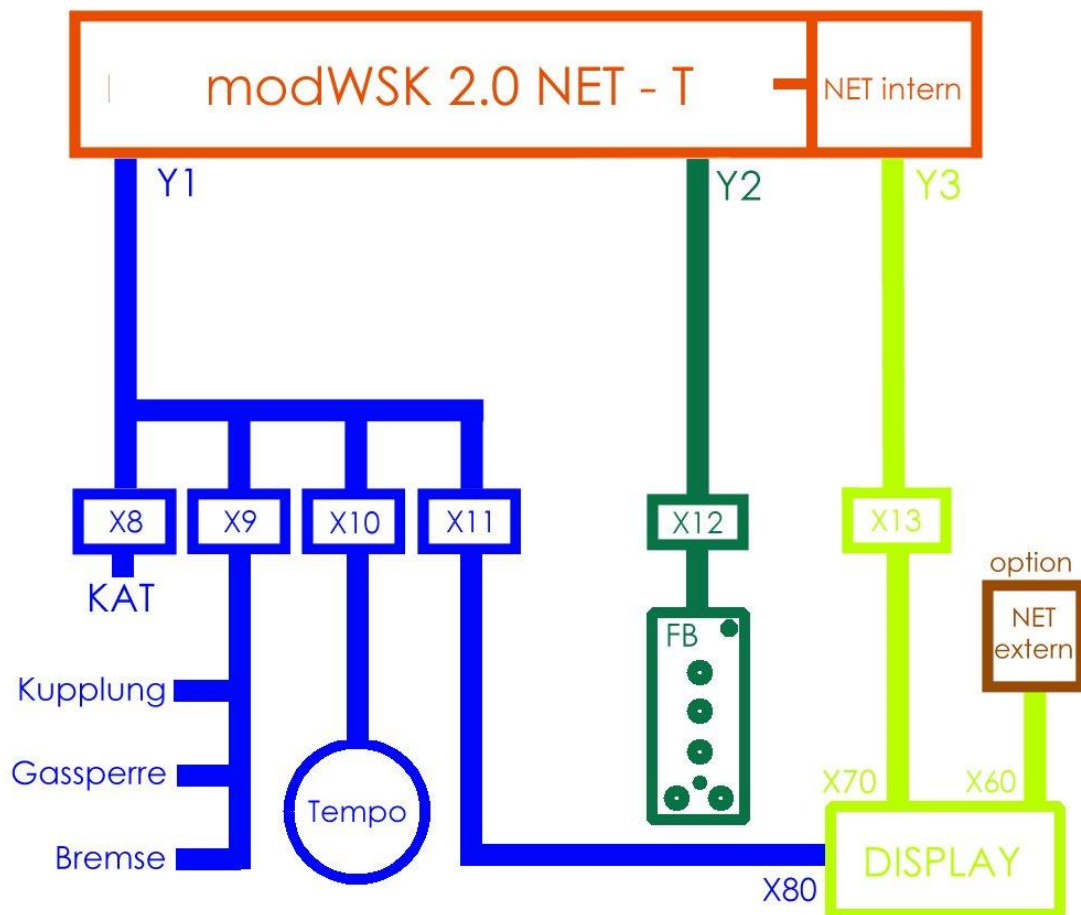 modWSK 2.0 NET - T
NET intern
Y1
Y2
Y3
X8
X9
X10
X11
X12
X13
KAT
option
NET
extern
FB
Kupplung
Gassperre
Bremse
Tempo
X70
X60
X80
DISPLAY